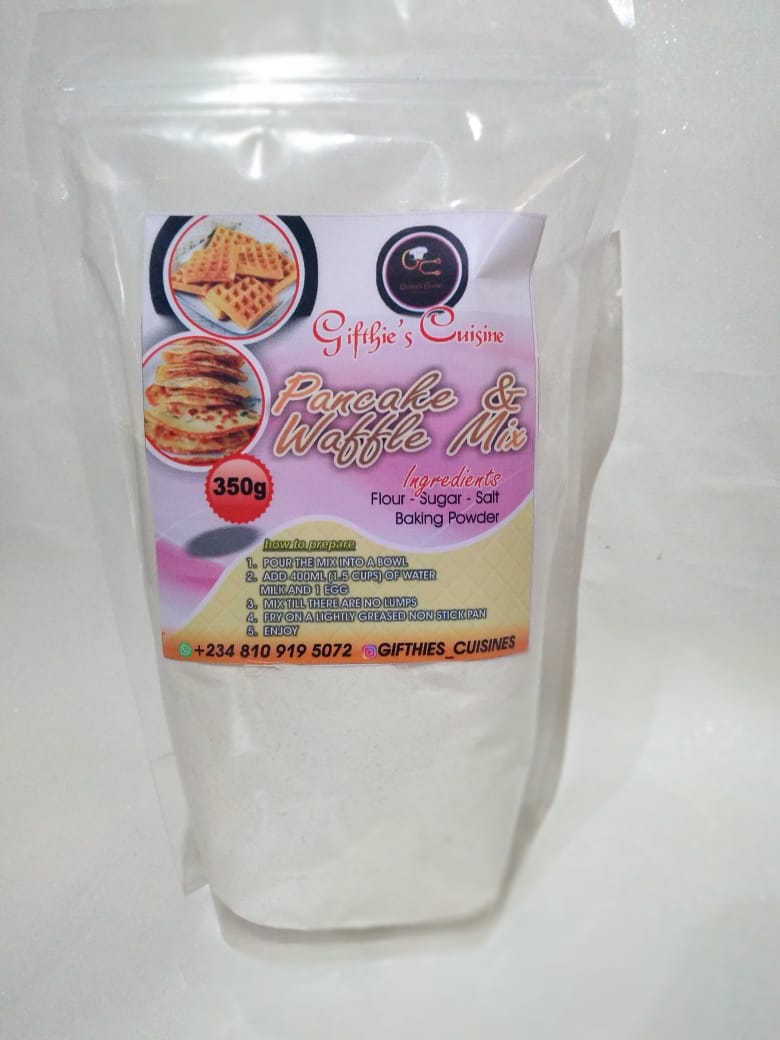 Gifthie's Cuisine
Pancake &
Waffle Mix
350g
Ingredients
Flour - Sugar - Salt
Baking Powder
how to prepare
1. POUR THE MIX INTO A BOWL
2. ADD 400ML (1.5 CUPS) OF WATER
MILK AND 1 EGG
3. MIX TILL THERE ARE NO LUMPS
4. FRY ON A LIGHTLY GREASED NON STICK PAN
5. ENJOY
+234 810 919 5072 GIFTHIES_CUISINES